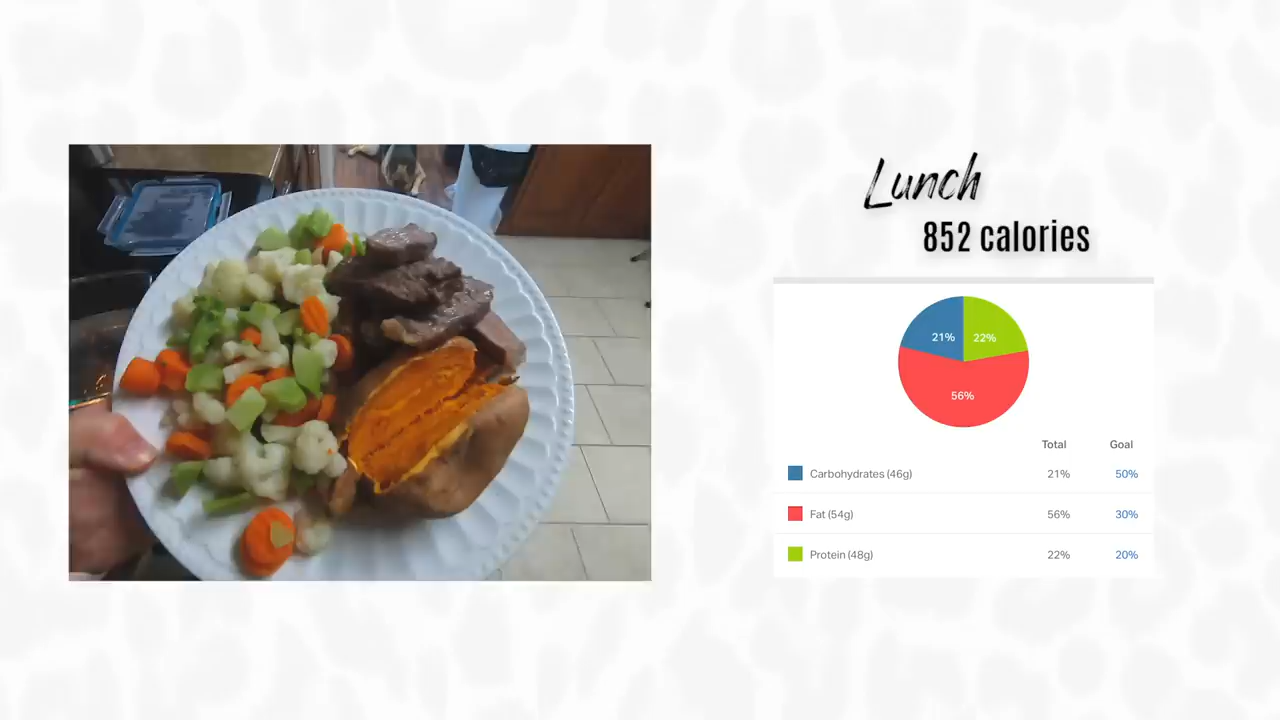 Lunch
852 calories
21% 22%
56%
Total Goal
Carbohydrates (46g) 21% 50%
Fat (54g) 56% 30%
Protein (48g) 22% 20%